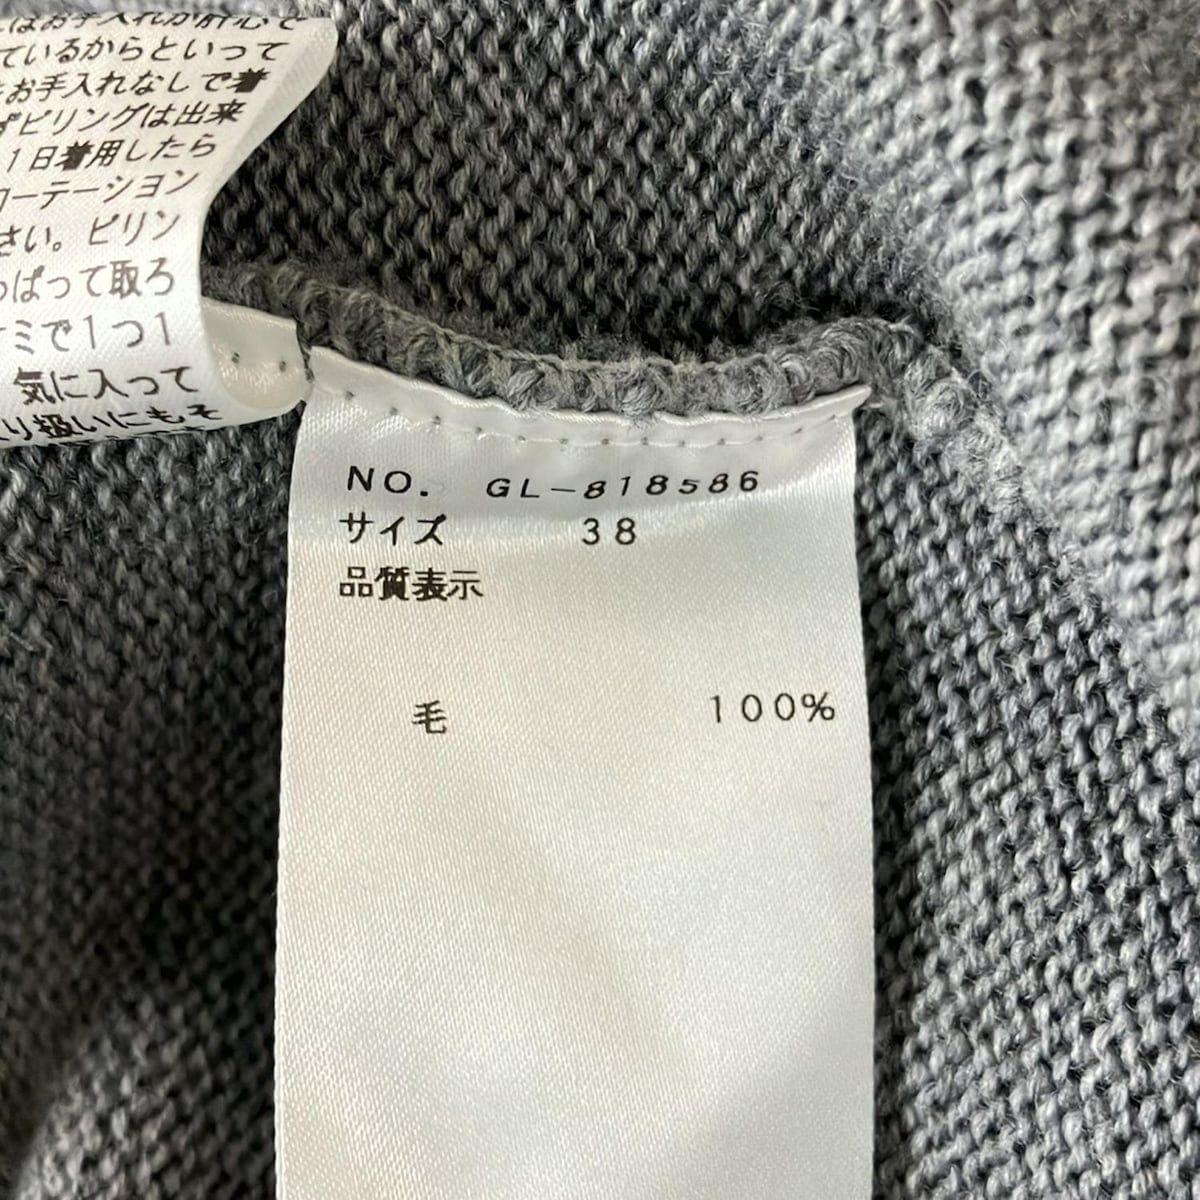 はお手入れが肝心で
ているからといって
お手入れなしで着
ずピリングは出来
1日着用したら
ローテーション
さい。ピリン
っぱって取ろ
ミで1つ1
気に入って
り扱いにもそ
NO. GL-818586
サイズ 38
品質表示
毛 100%